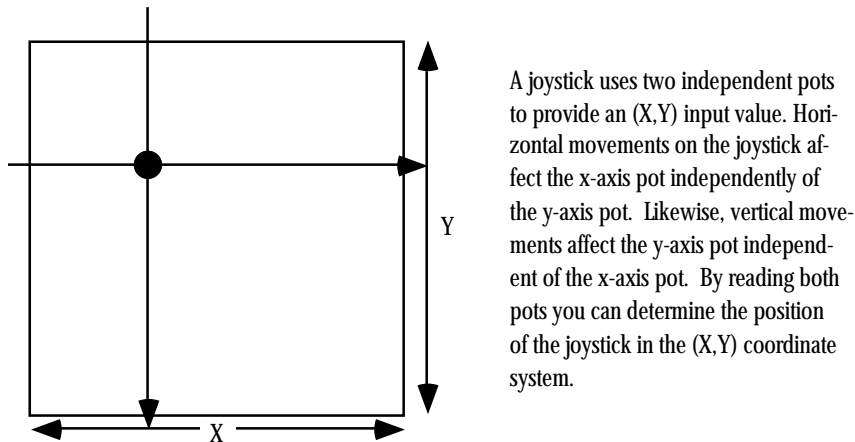 A joystick uses two independent pots
to provide an (X,Y) input value. Hori-
zontal movements on the joystick af-
fect the x-axis pot independently of
the y-axis pot.  Likewise, vertical move-
ments affect the y-axis pot independ-
ent of the x-axis pot.  By reading both
pots you can determine the position
of the joystick in the (X,Y) coordinate
system.
Y
X